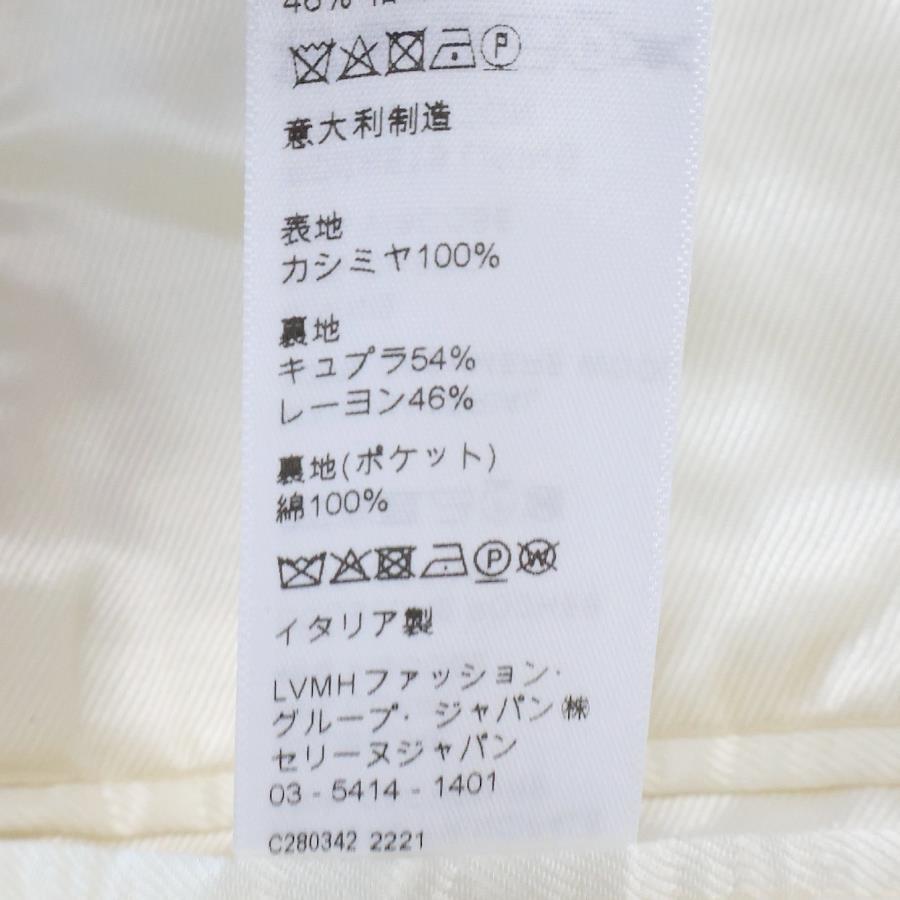 46%
意大利制造
表地
カシミヤ100%
裏地
キュプラ54%
レーヨン46%
裏地(ポケット)
綿100%
イタリア製
LVMHファッション・
グループ・ジャパン㈱
セリーヌジャパン
03 - 5414 - 1401
C280342 2221